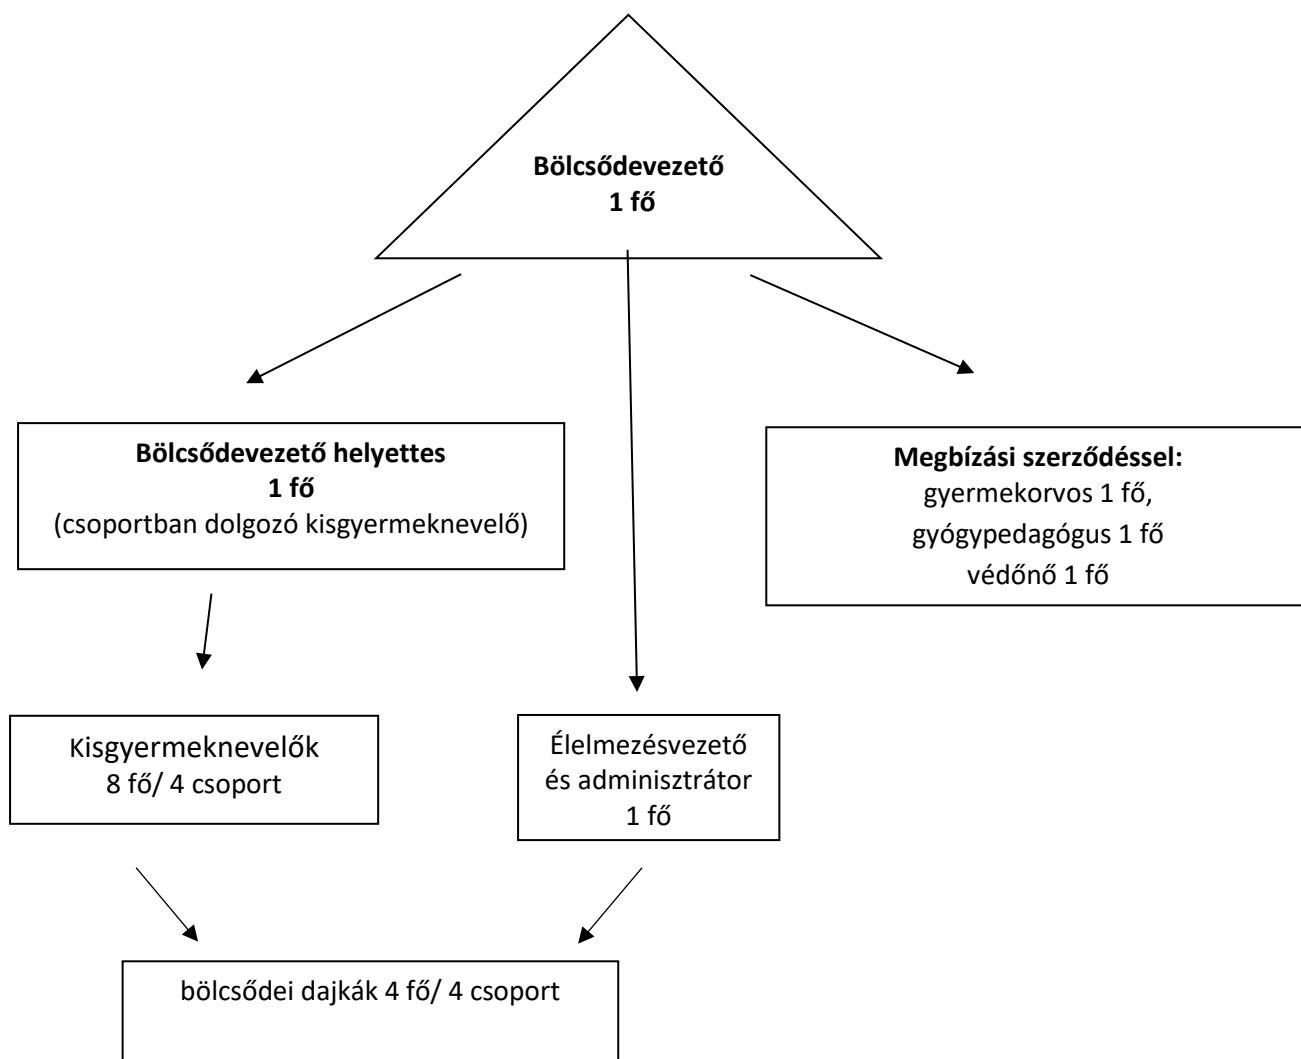 Bölcsődevezető
1 fő
Bölcsődevezető helyettes
1 fő
(csoportban dolgozó kisgyermeknevelő)
Megbízási szerződéssel:
gyermekorvos 1 fő,
gyógypedagógus 1 fő
védőnő 1 fő
Kisgyermeknevelők
8 fő/ 4 csoport
Élelmezésvezető
és adminisztrátor
1 fő
bölcsődei dajkák 4 fő/ 4 csoport